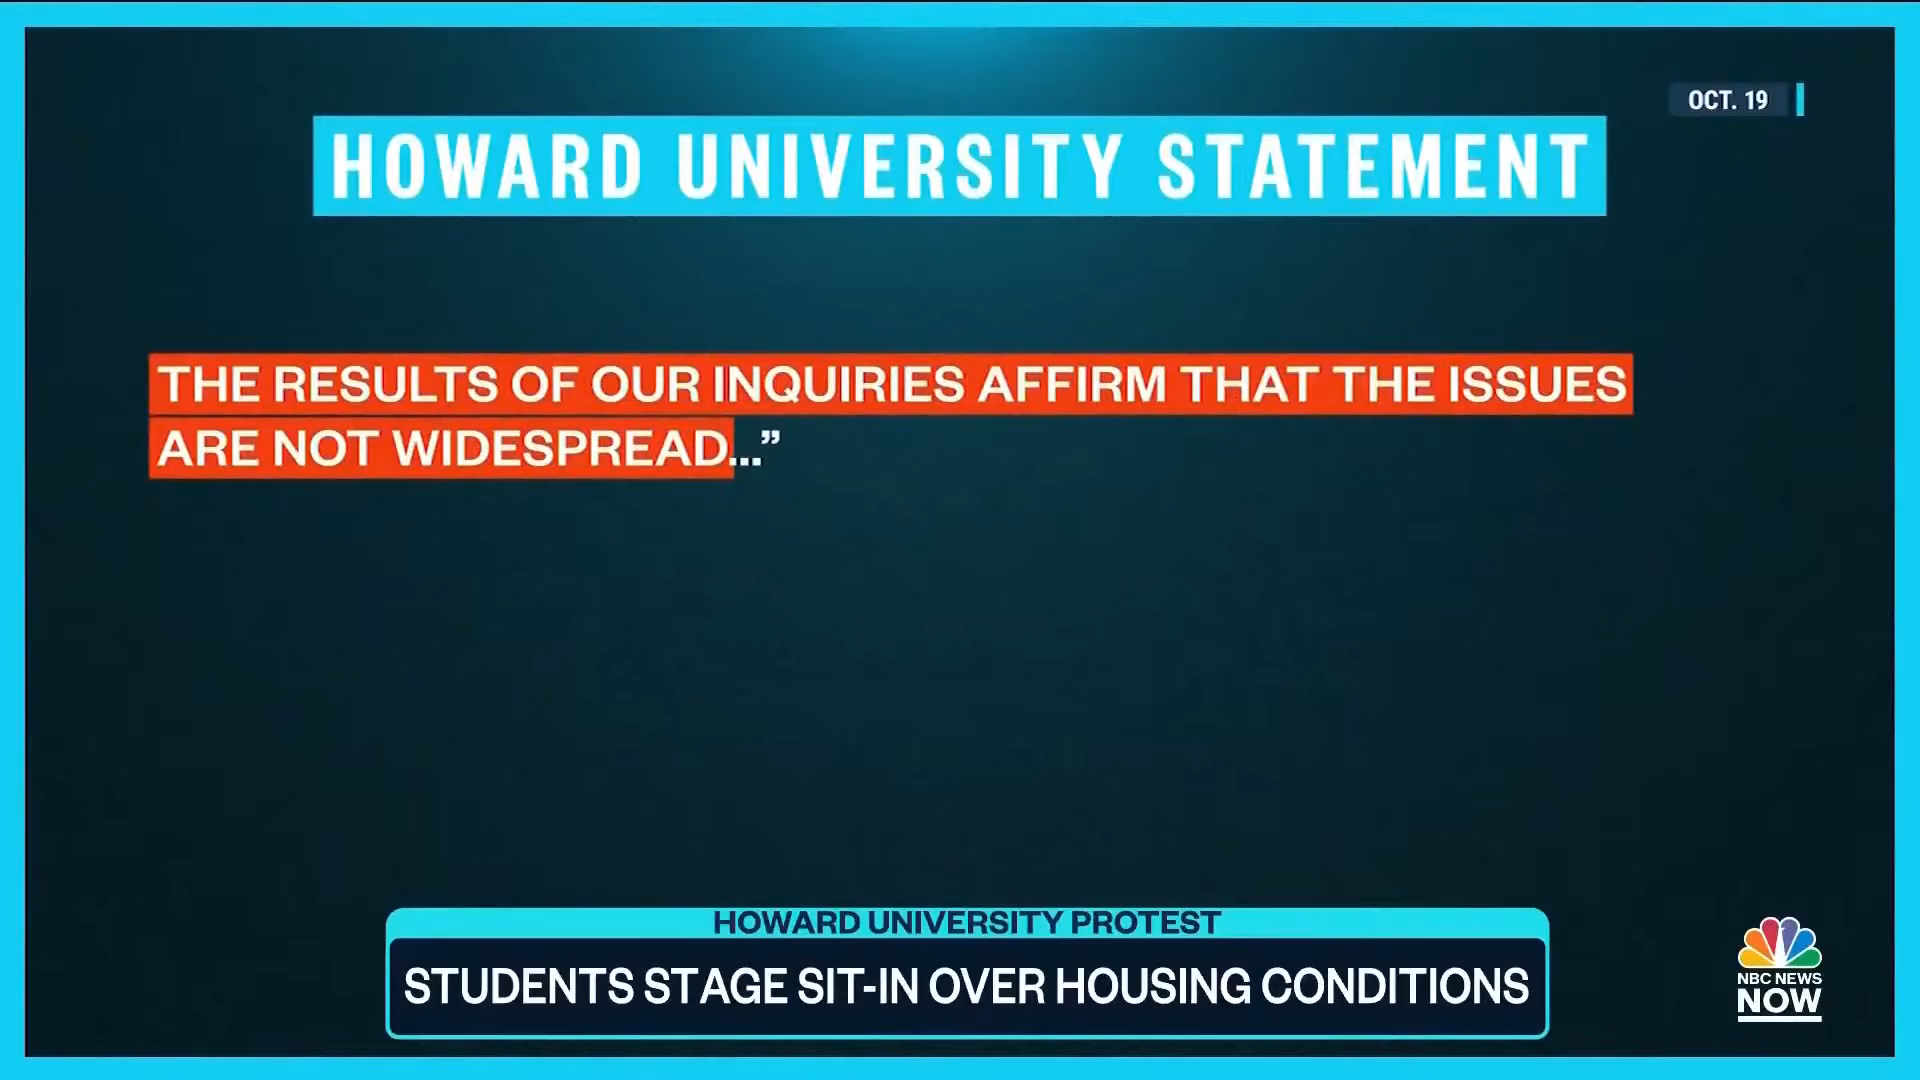 OCT. 19
HOWARD UNIVERSITY STATEMENT
THE RESULTS OF OUR INQUIRIES AFFIRM THAT THE ISSUES
ARE NOT WIDESPREAD...”
HOWARD UNIVERSITY PROTEST
STUDENTS STAGE SIT-IN OVER HOUSING CONDITIONS
NBC NEWS
NOW